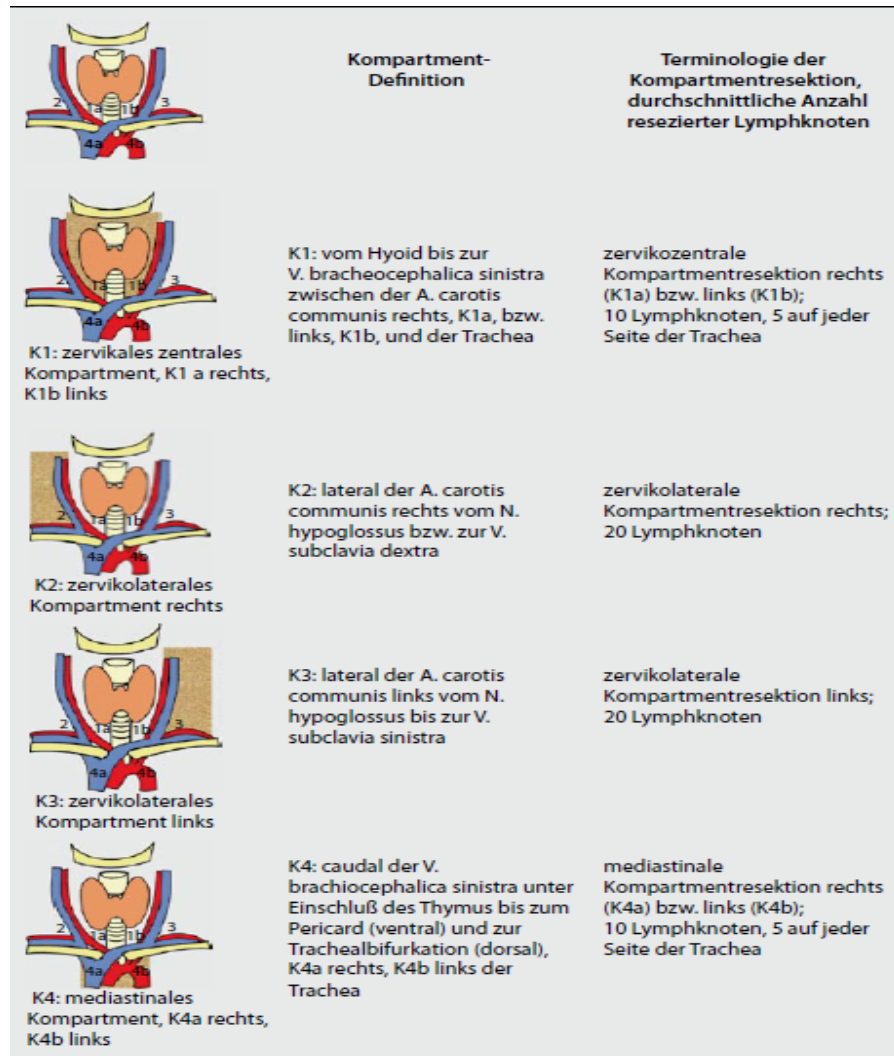 Kompartment-
Definition
Terminologie der
Kompartmentresektion,
durchschnittliche Anzahl
resezierter Lymphknoten
2 1a 1b 3
4a 4b
2 1a 1b 3
4a 4b
K1: zervikales zentrales
Kompartment, K1 a rechts,
K1b links
K1: vom Hyoid bis zur
V. bracheocephalica sinistra
zwischen der A. carotis
communis rechts, K1a, bzw.
links, K1b, und der Trachea
zervikozentrale
Kompartmentresektion rechts
(K1a) bzw. links (K1b);
10 Lymphknoten, 5 auf jeder
Seite der Trachea
2 1a 1b 3
4a 4b
K2: zervikolaterales
Kompartment rechts
K2: lateral der A. carotis
communis rechts vom N.
hypoglossus bzw. zur V.
subclavia dextra
zervikolaterale
Kompartmentresektion rechts;
20 Lymphknoten
2 1a 1b 3
4a 4b
K3: zervikolaterales
Kompartment links
K3: lateral der A. carotis
communis links vom N.
hypoglossus bis zur V.
subclavia sinistra
zervikolaterale
Kompartmentresektion links;
20 Lymphknoten
2 1a 1b 3
4a 4b
K4: mediastinales
Kompartment, K4a rechts,
K4b links
K4: caudal der V.
brachiocephalica sinistra unter
Einschluß des Thymus bis zum
Pericard (ventral) und zur
Trachealbifurkation (dorsal),
K4a rechts, K4b links der
Trachea
mediastinale
Kompartmentresektion rechts
(K4a) bzw. links (K4b);
10 Lymphknoten, 5 auf jeder
Seite der Trachea